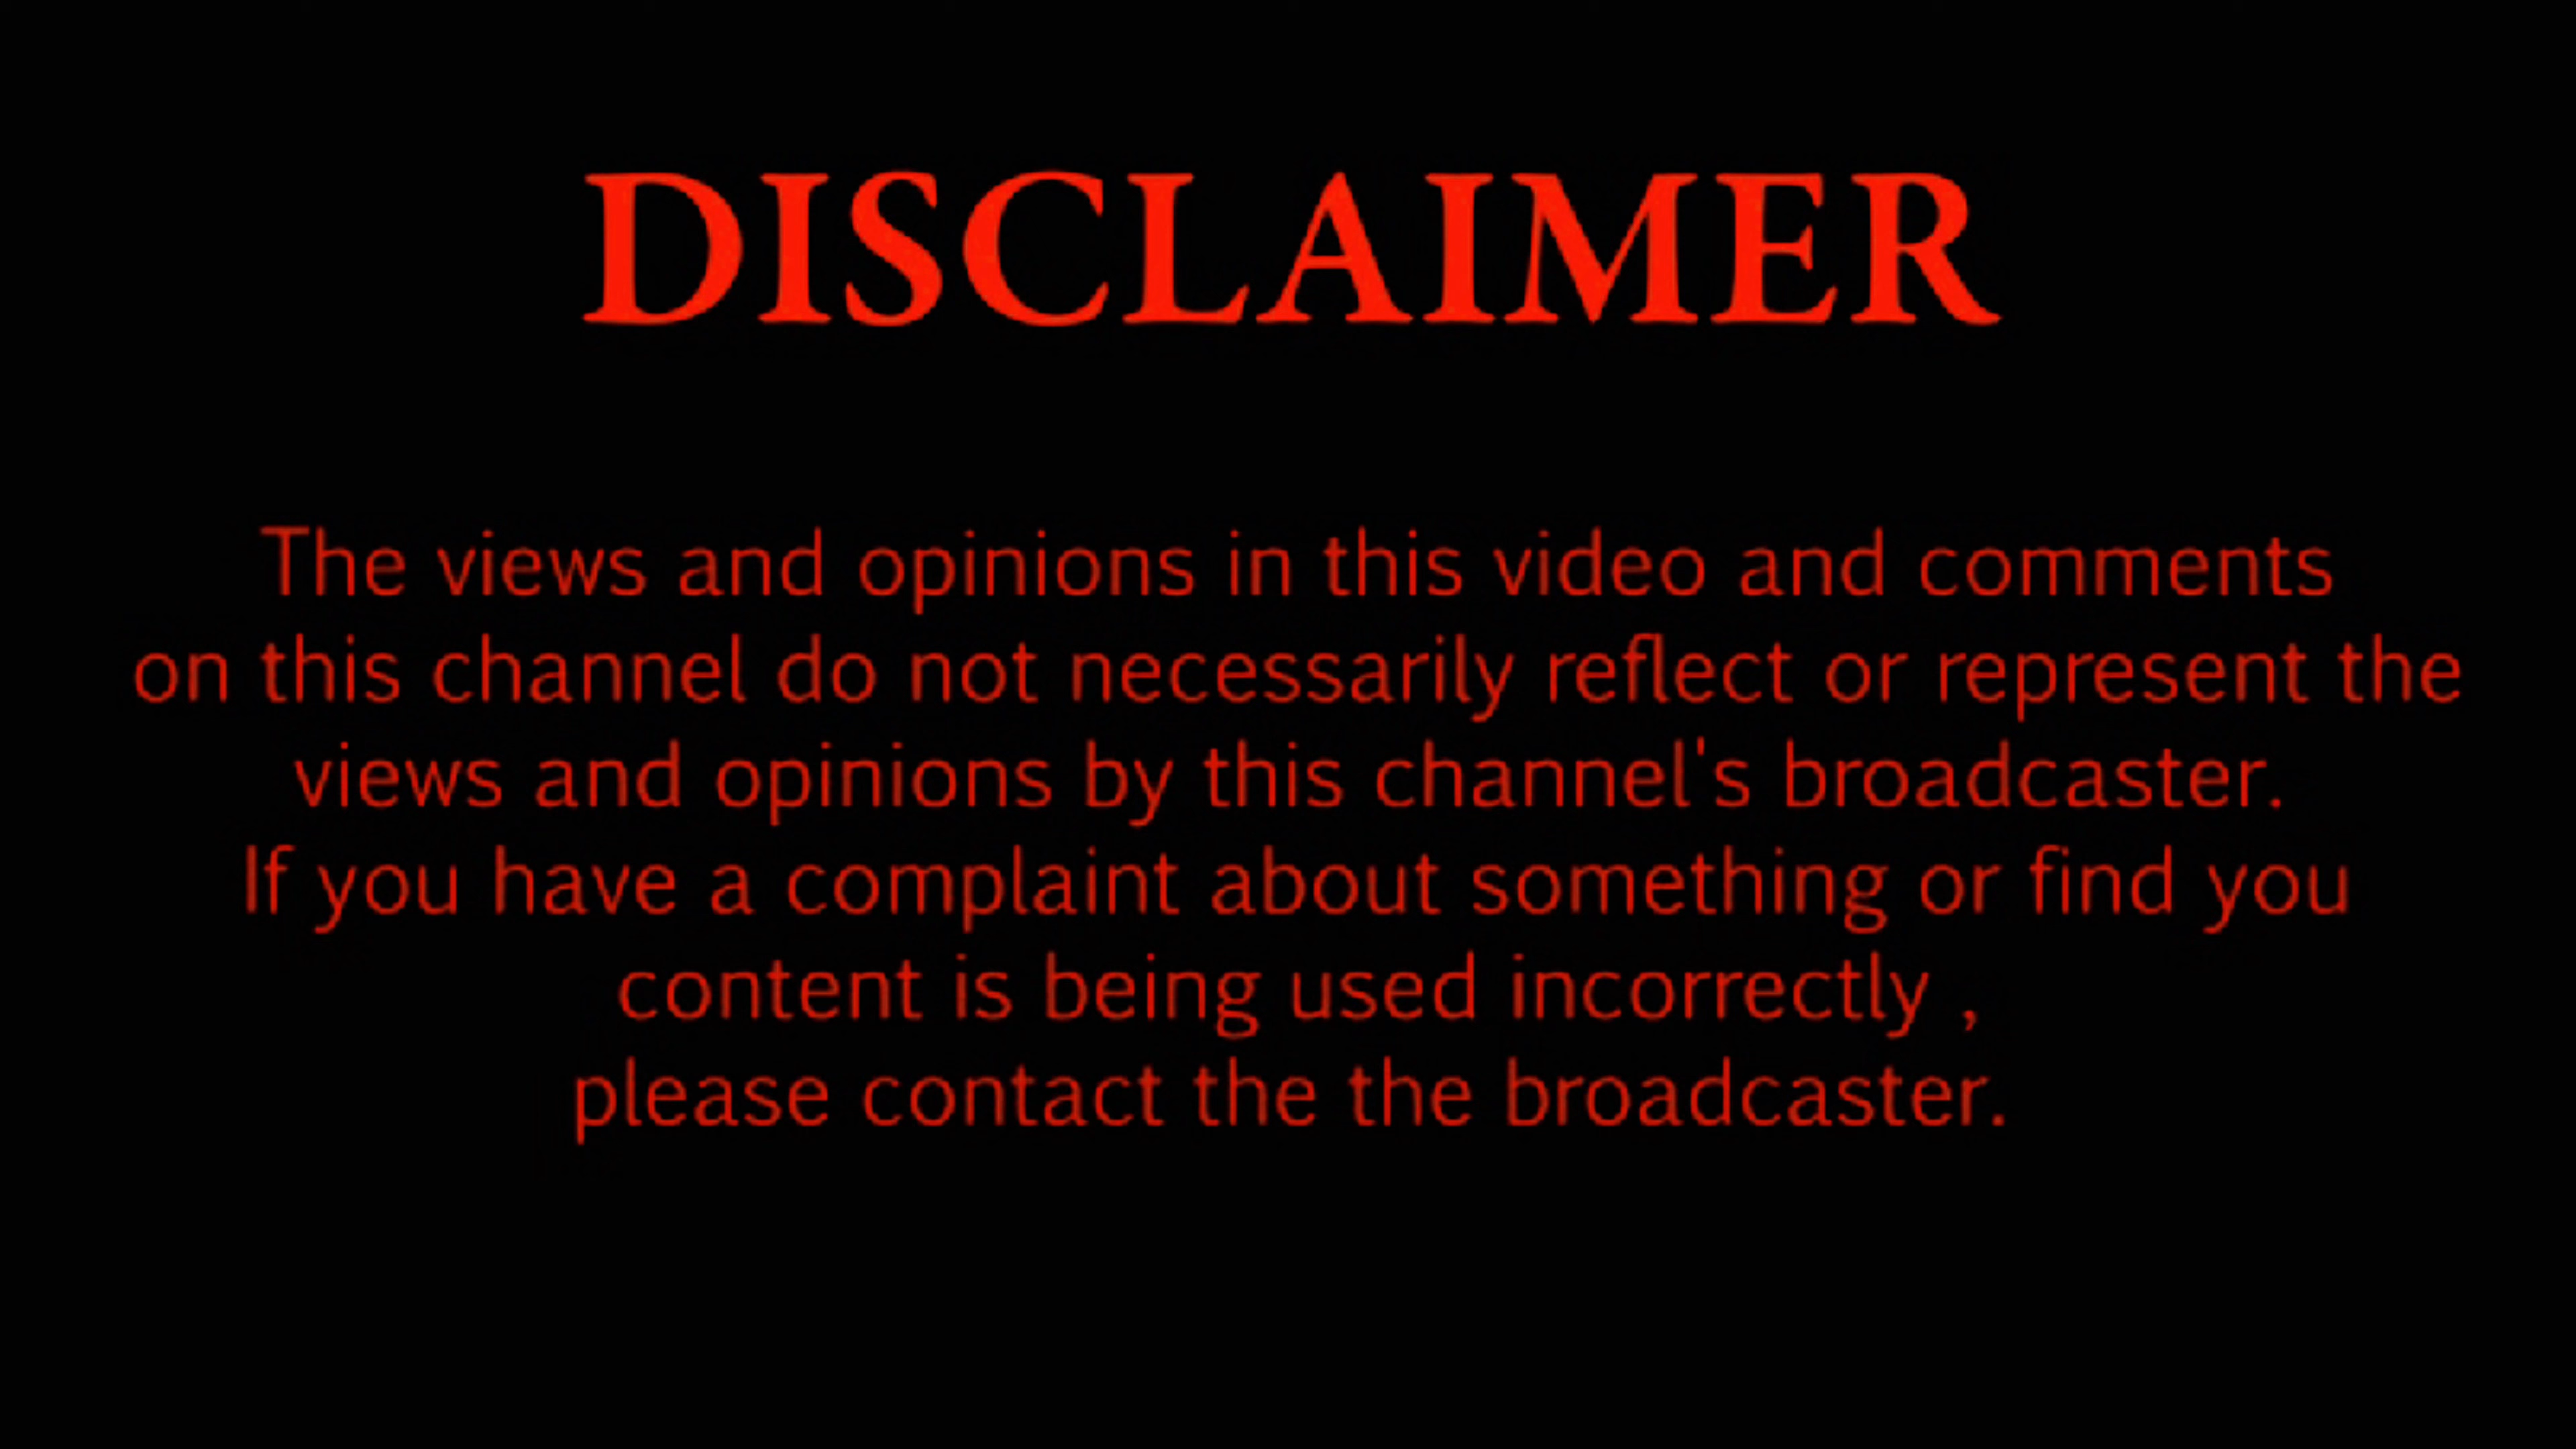 DISCLAIMER
The views and opinions in this video and comments
on this channel do not necessarily reflect or represent the
views and opinions by this channel's broadcaster.
If you have a complaint about something or find you
content is being used incorrectly ,
please contact the the broadcaster.